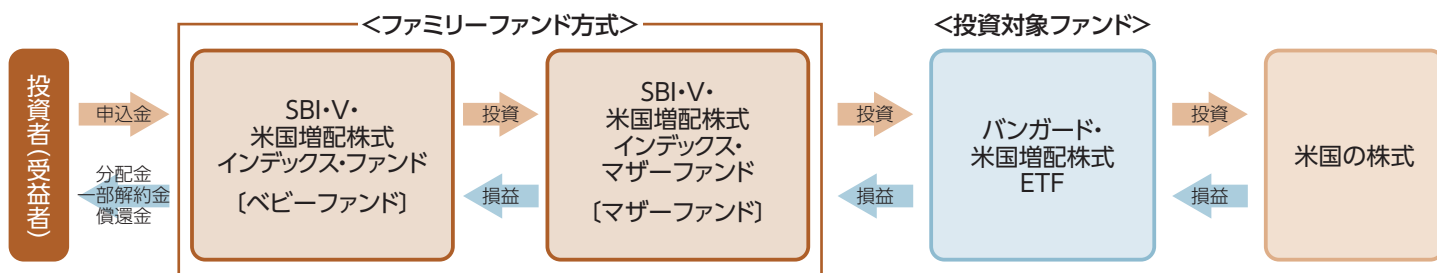 <ファミリーファンド方式>
<投資対象ファンド>
投資者(受益者)
申込金
分配金
一部解約金
償還金
SBI・V・
米国増配株式
インデックス・ファンド
〔ベビーファンド〕
投資
損益
SBI・V・
米国増配株式
インデックス・
マザーファンド
〔マザーファンド〕
投資
損益
バンガード・
米国増配株式
ETF
投資
損益
米国の株式